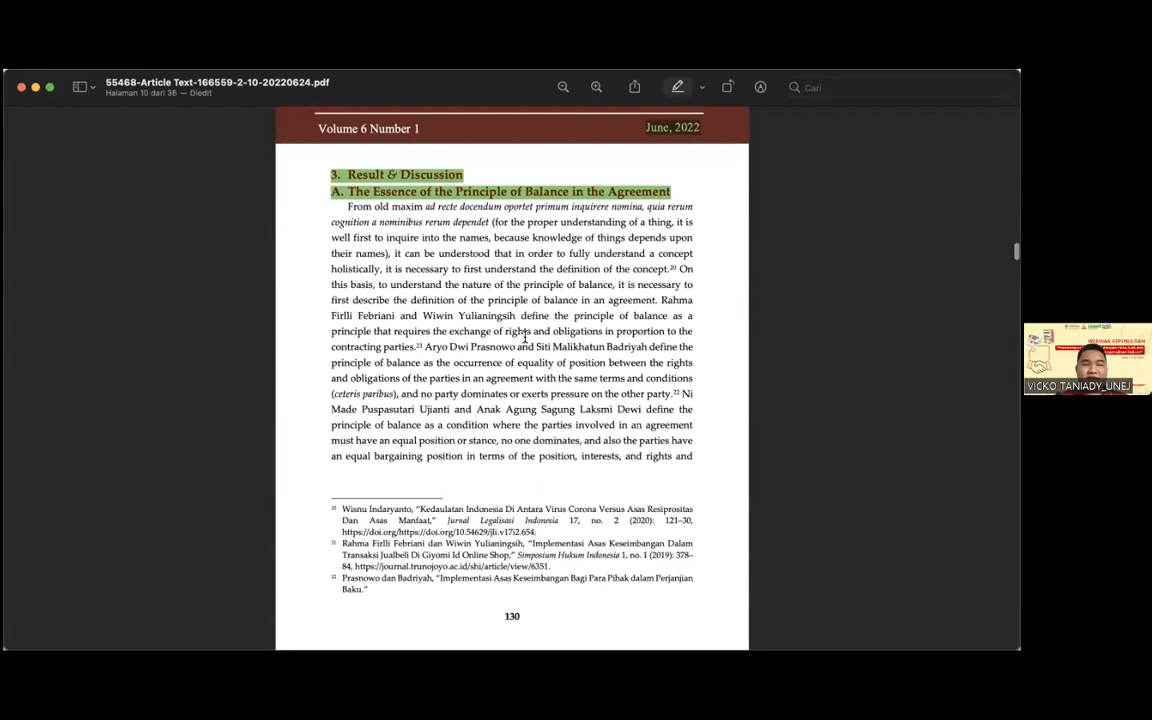 55468-Article Text-166559-2-10-20220624.pdf
Halaman 10 dari 36 — Diedit
Cari
Volume 6 Number 1
June, 2022
3. Result & Discussion
A. The Essence of the Principle of Balance in the Agreement
From old maxim ad recte docendum oportet primum inquirere nomina, quia rerum
cognition a nominibus rerum dependet (for the proper understanding of a thing, it is
well first to inquire into the names, because knowledge of things depends upon
their names), it can be understood that in order to fully understand a concept
holistically, it is necessary to first understand the definition of the concept.20 On
this basis, to understand the nature of the principle of balance, it is necessary to
first describe the definition of the principle of balance in an agreement. Rahma
Firlli Febriani and Wiwin Yulianingsih define the principle of balance as a
principle that requires the exchange of rights and obligations in proportion to the
contracting parties.21 Aryo Dwi Prasnowo and Siti Malikhatun Badriyah define the
principle of balance as the occurrence of equality of position between the rights
and obligations of the parties in an agreement with the same terms and conditions
(ceteris paribus), and no party dominates or exerts pressure on the other party.22 Ni
Made Puspasutari Ujianti and Anak Agung Sagung Laksmi Dewi define the
principle of balance as a condition where the parties involved in an agreement
must have an equal position or stance, no one dominates, and also the parties have
an equal bargaining position in terms of the position, interests, and rights and
20 Wisnu Indaryanto, “Kedaulatan Indonesia Di Antara Virus Corona Versus Asas Resiprositas
Dan Asas Manfaat,” Jurnal Legalisasi Indonesia 17, no. 2 (2020): 121–30,
https://doi.org/https://doi.org/10.54629/jli.v17i2.654.
21 Rahma Firlli Febriani dan Wiwin Yulianingsih, “Implementasi Asas Keseimbangan Dalam
Transaksi Jualbeli Di Giyomi Id Online Shop,” Simposium Hukum Indonesia 1, no. 1 (2019): 378–
84, https://journal.trunojoyo.ac.id/shi/article/view/6351.
22 Prasnowo dan Badriyah, “Implementasi Asas Keseimbangan Bagi Para Pihak dalam Perjanjian
Baku.”
130
WEBINAR KEPENULISAN
VICKO TANIADY_UNEJ